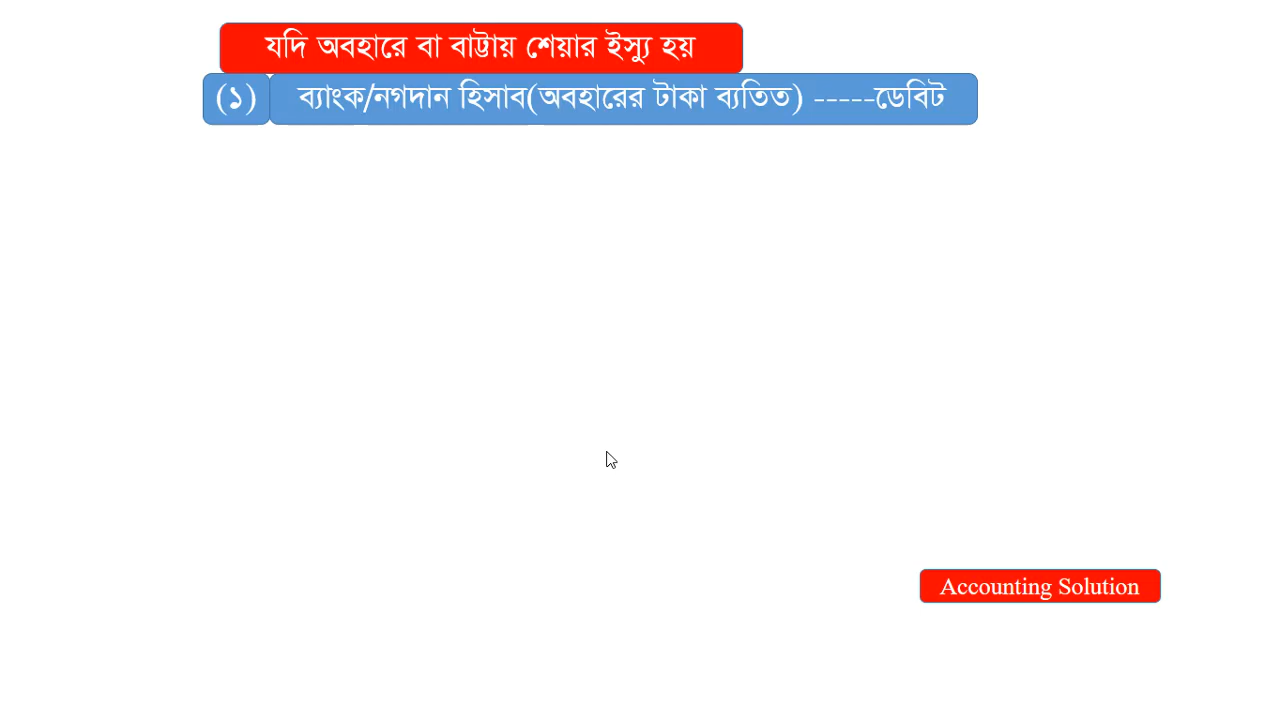 যদি অবহারে বা বাট্টায় শেয়ার ইস্যু হয়
(১) ব্যাংক/নগদান হিসাব(অবহারের টাকা ব্যতিত) -----ডেবিট
Accounting Solution